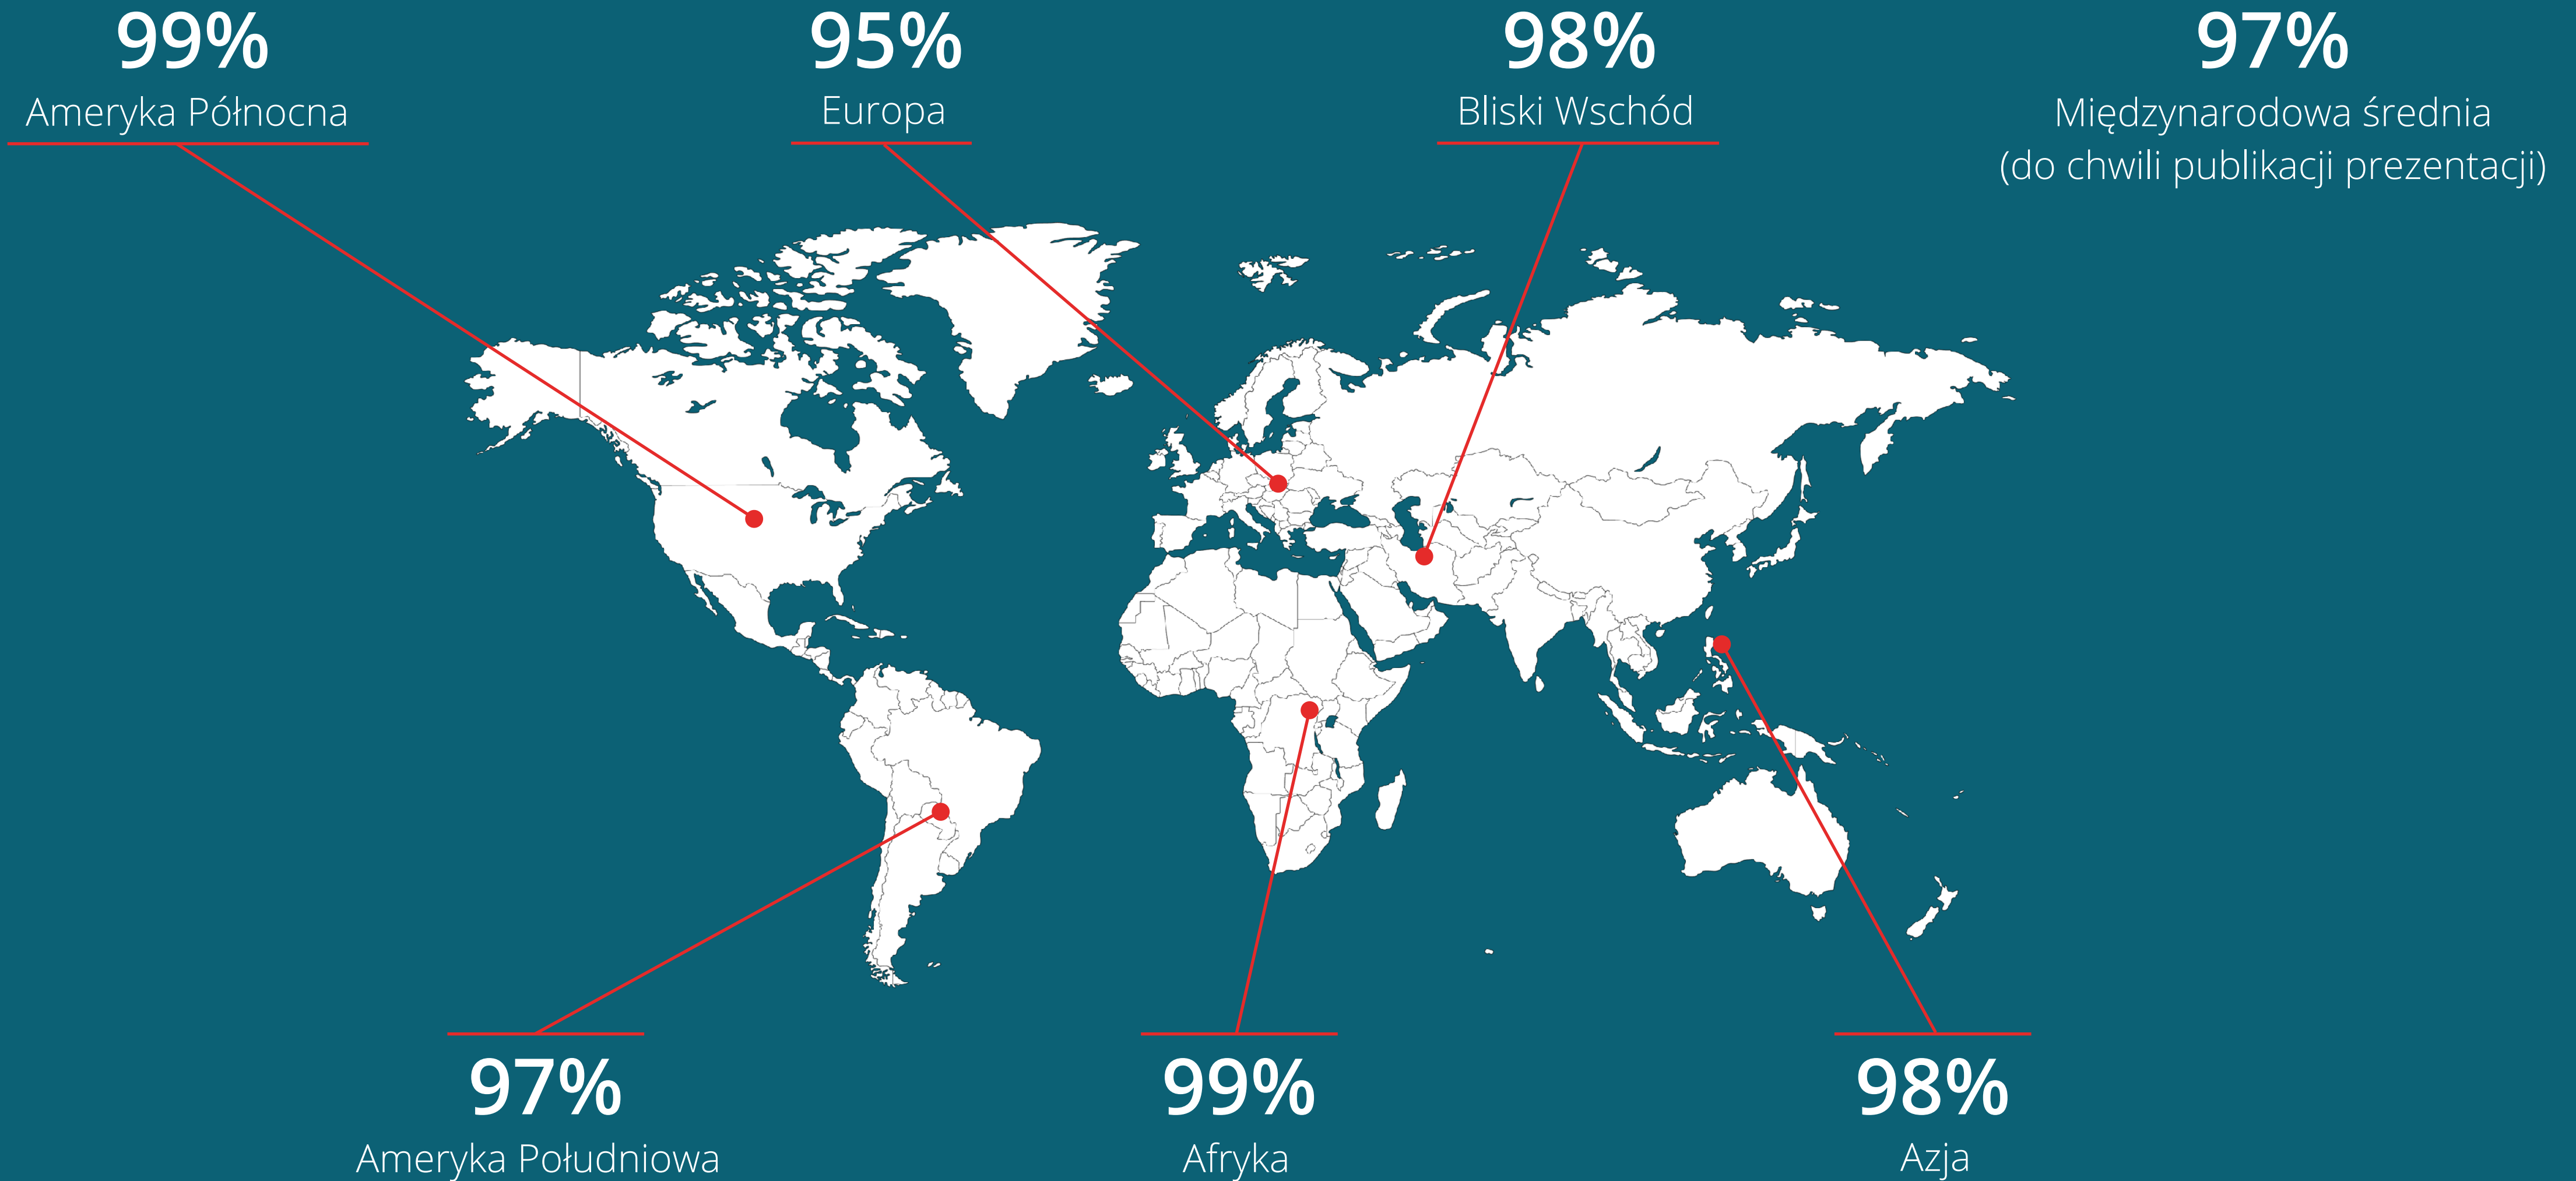 99%
Ameryka Północna
95%
Europa
98%
Bliski Wschód
97%
Międzynarodowa średnia
(do chwili publikacji prezentacji)
97%
Ameryka Południowa
99%
Afryka
98%
Azja